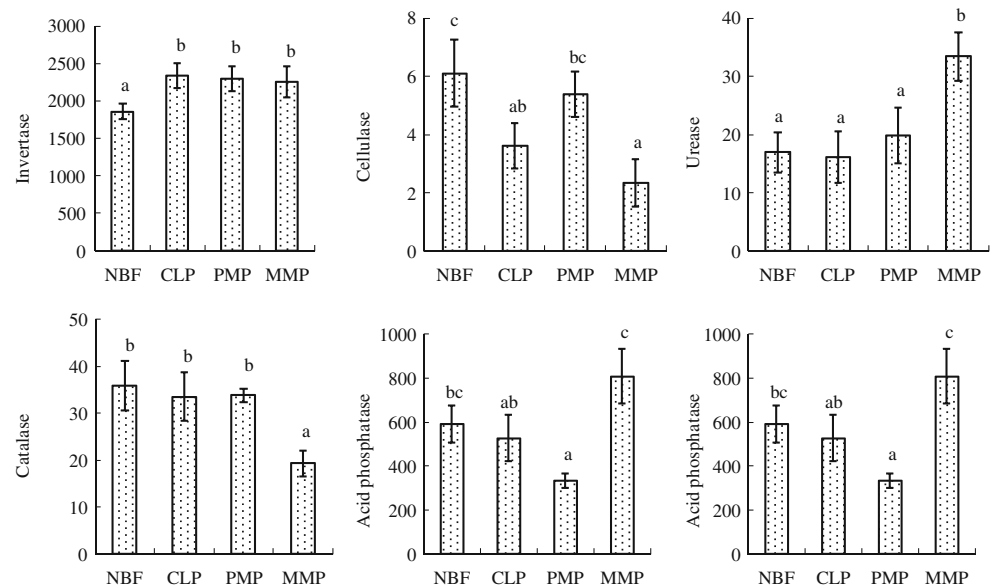 Invertase
3000
2500
2000
1500
1000
500
0
a
b
b
b
NBF CLP PMP MMP
Cellulase
8
6
4
2
0
c
ab
bc
a
NBF CLP PMP MMP
Urease
40
30
20
10
0
a
a
a
b
NBF CLP PMP MMP
Catalase
50
40
30
20
10
0
b
b
b
a
NBF CLP PMP MMP
Acid phosphatase
1000
800
600
400
200
0
bc
ab
a
c
NBF CLP PMP MMP
Acid phosphatase
1000
800
600
400
200
0
bc
ab
a
c
NBF CLP PMP MMP